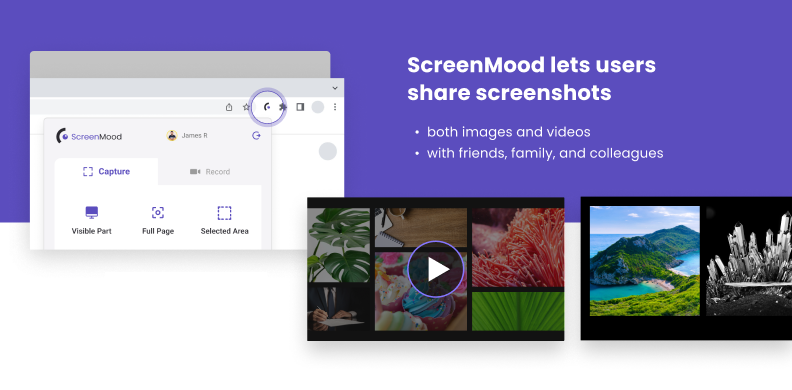 ScreenMood lets users
share screenshots
• both images and videos
• with friends, family, and colleagues
ScreenMood
James R
Capture
Record
Visible Part
Full Page
Selected Area